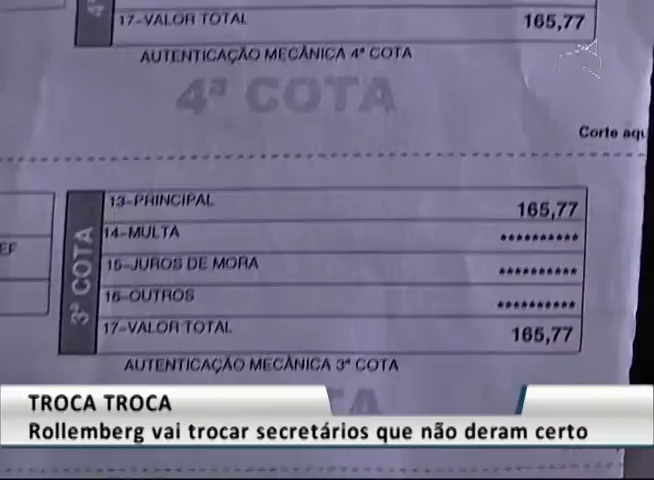 4ª
17-VALOR TOTAL 165,77
AUTENTICAÇÃO MECÂNICA 4ª COTA
4ª COTA
Corte aqu
3ª COTA
13-PRINCIPAL 165,77
EF
14-MULTA **********
15-JUROS DE MORA **********
16-OUTROS **********
17-VALOR TOTAL 165,77
AUTENTICAÇÃO MECÂNICA 3ª COTA
TROCA TROCA
Rollemberg vai trocar secretários que não deram certo